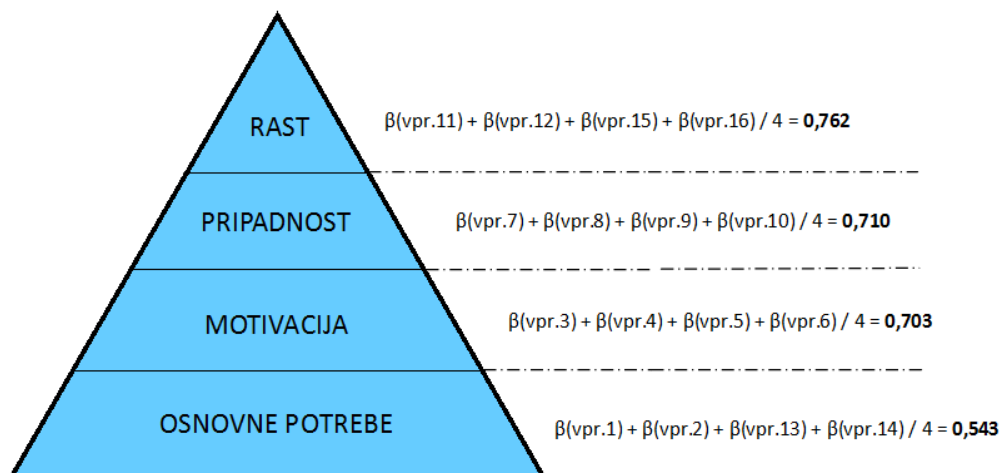 RAST
β(vpr.11) + β(vpr.12) + β(vpr.15) + β(vpr.16) / 4 = 0,762
PRIPADNOST
β(vpr.7) + β(vpr.8) + β(vpr.9) + β(vpr.10) / 4 = 0,710
MOTIVACIJA
β(vpr.3) + β(vpr.4) + β(vpr.5) + β(vpr.6) / 4 = 0,703
OSNOVNE POTREBE
β(vpr.1) + β(vpr.2) + β(vpr.13) + β(vpr.14) / 4 = 0,543